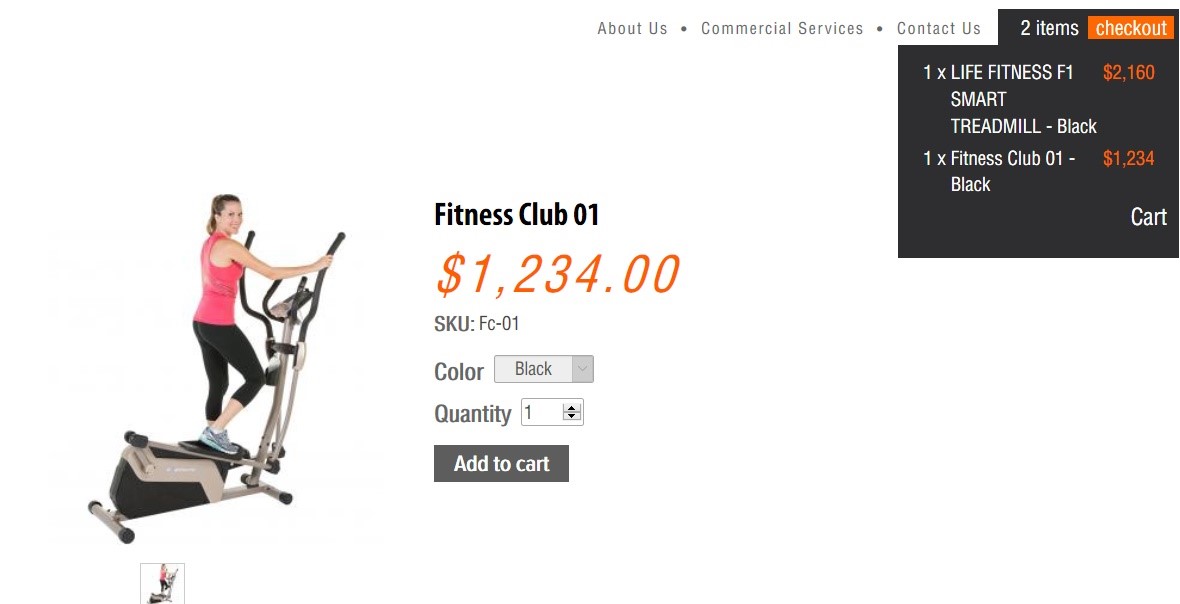 About Us • Commercial Services • Contact Us
2 items checkout
1 x LIFE FITNESS F1 $2,160
SMART
TREADMILL - Black
1 x Fitness Club 01 - $1,234
Black
Cart
Fitness Club 01
$1,234.00
SKU: Fc-01
Color Black
Quantity 1
Add to cart